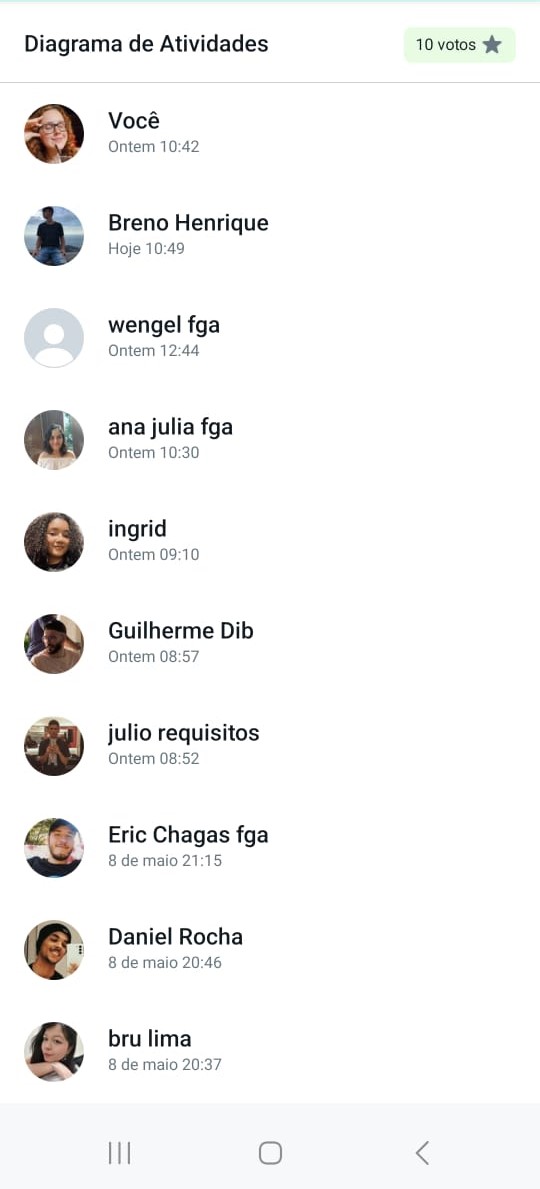 Diagrama de Atividades
10 votos
Você
Ontem 10:42
Breno Henrique
Hoje 10:49
wengel fga
Ontem 12:44
ana julia fga
Ontem 10:30
ingrid
Ontem 09:10
Guilherme Dib
Ontem 08:57
julio requisitos
Ontem 08:52
Eric Chagas fga
8 de maio 21:15
Daniel Rocha
8 de maio 20:46
bru lima
8 de maio 20:37